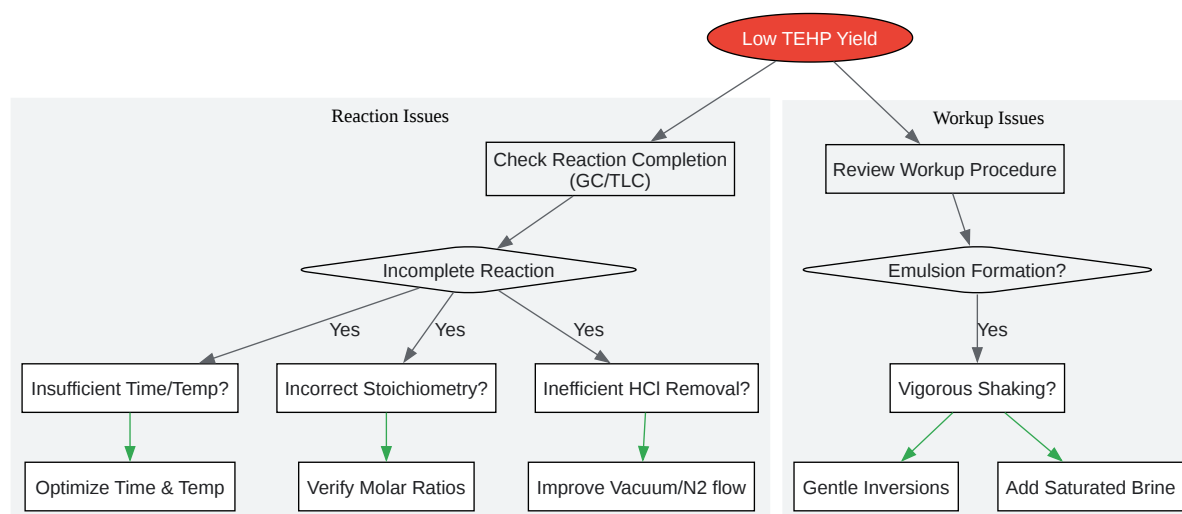 Low TEHP Yield
Reaction Issues
Workup Issues
Check Reaction Completion
(GC/TLC)
Review Workup Procedure
Incomplete Reaction
Emulsion Formation?
Yes
Yes
Yes
Yes
Insufficient Time/Temp?
Incorrect Stoichiometry?
Inefficient HCl Removal?
Vigorous Shaking?
Optimize Time & Temp
Verify Molar Ratios
Improve Vacuum/N2 flow
Gentle Inversions
Add Saturated Brine